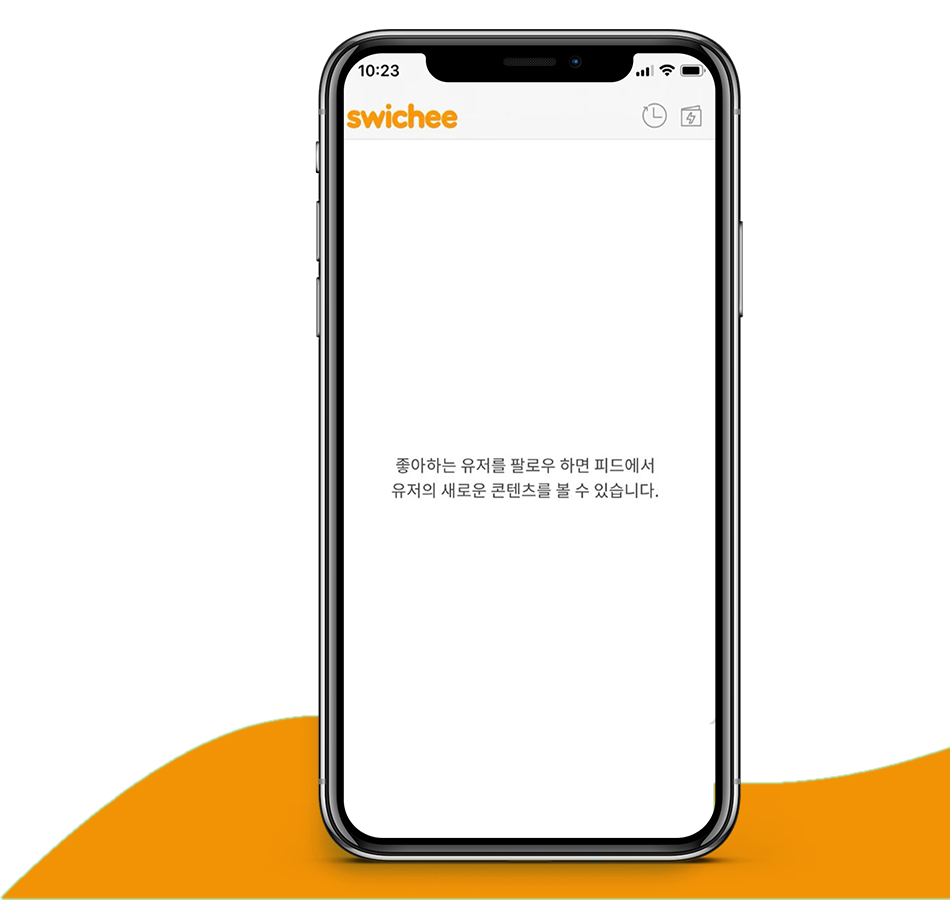 10:23
swichee
좋아하는 유저를 팔로우 하면 피드에서
유저의 새로운 콘텐츠를 볼 수 있습니다.